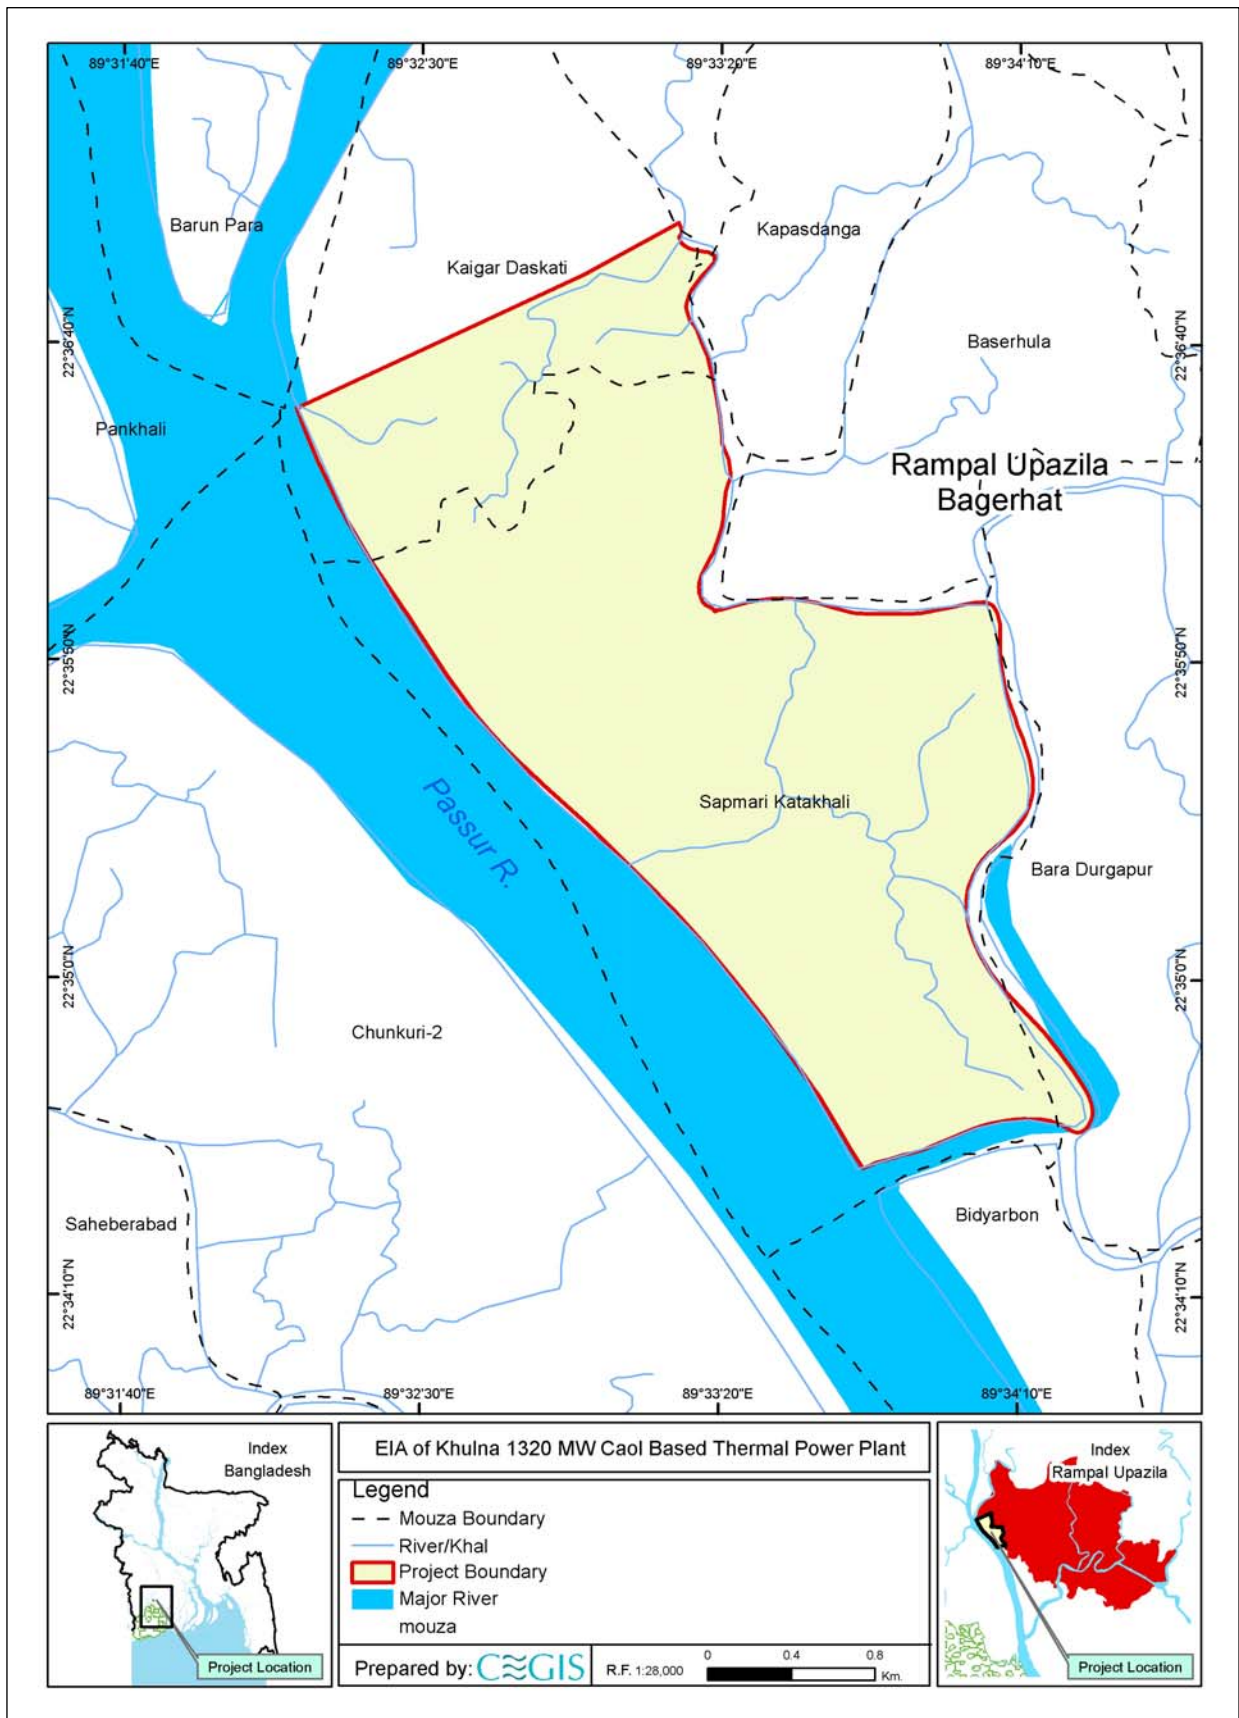 89°31'40"E
89°32'30"E
89°33'20"E
89°34'10"E
Barun Para
Kapasdanga
Kaigar Daskati
22°36'40"N
22°36'40"N
Baserhula
Pankhali
Rampal Upazila
Bagerhat
22°35'50"N
22°35'50"N
Passur R.
Sapmari Katakhali
Bara Durgapur
22°35'0"N
22°35'0"N
Chunkuri-2
Saheberabad
Bidyarbon
22°34'10"N
22°34'10"N
89°31'40"E
89°32'30"E
89°33'20"E
89°34'10"E
Index
Bangladesh
Project Location
EIA of Khulna 1320 MW Caol Based Thermal Power Plant
Legend
Mouza Boundary
River/Khal
Project Boundary
Major River
mouza
Prepared by: CEGIS
R.F. 1:28,000
0 0.4 0.8
Km.
Index
Rampal Upazila
Project Location